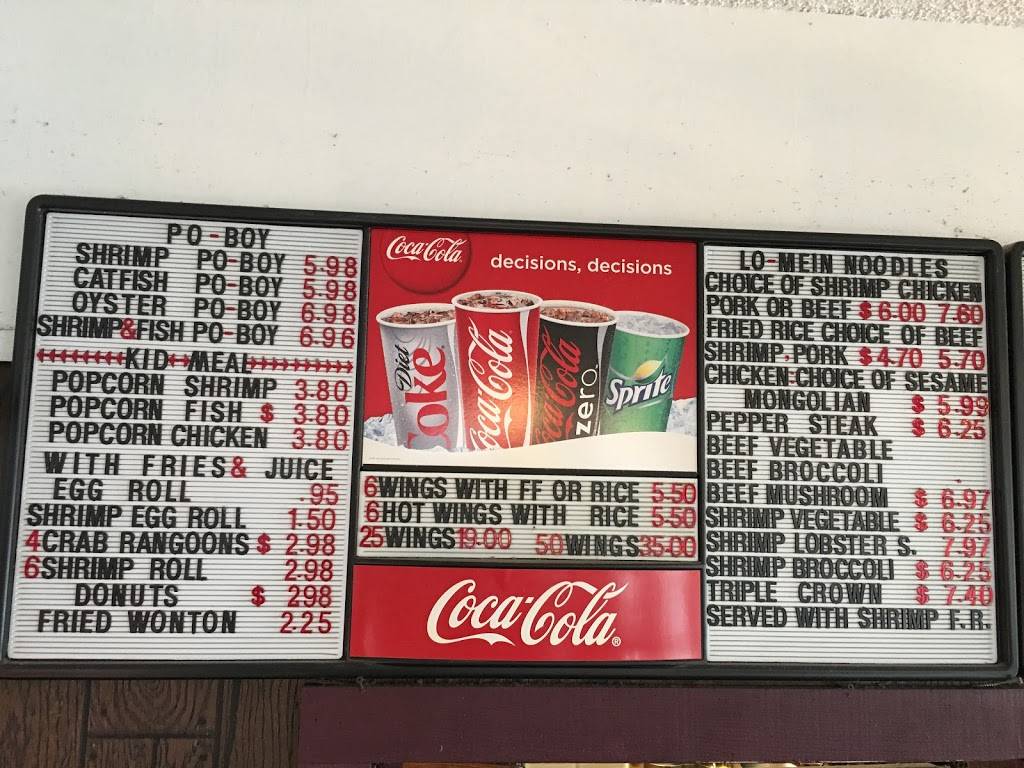 PO-BOY
SHRIMP PO-BOY 5.98
CATFISH PO-BOY 5.98
OYSTER PO-BOY 6.98
SHRIMP&FISH PO-BOY 6.96
KID MEAL
POPCORN SHRIMP 3.80
POPCORN FISH $ 3.80
POPCORN CHICKEN 3.80
WITH FRIES& JUICE
EGG ROLL .95
SHRIMP EGG ROLL 1.50
4CRAB RANGOONS $ 2.98
6SHRIMP ROLL 2.98
DONUTS $ 298
FRIED WONTON 2.25
Coca-Cola
decisions, decisions
Diet Coke
Coca-Cola
Coca-Cola zero
Sprite
6WINGS WITH FF OR RICE 5-50
6HOT WINGS WITH RICE 5-50
25WINGS19.00 50WINGS35-00
Coca-Cola®
LO-MEIN NOODLES
CHOICE OF SHRIMP CHICKEN
PORK OR BEEF $6.00 7.60
FRIED RICE CHOICE OF BEEF
SHRIMP.PORK $4.70 5.70
CHICKEN-CHOICE OF SESAME
MONGOLIAN $ 5.99
PEPPER STEAK $ 6-25
BEEF VEGETABLE
BEEF BROCCOLI
BEEF MUSHROOM $ 6.97
SHRIMP VEGETABLE $ 6-25
SHRIMP LOBSTER S. 7.97
SHRIMP BROCCOLI $ 6-25
TRIPLE CROWN $ 7.40
SERVED WITH SHRIMP F.R.